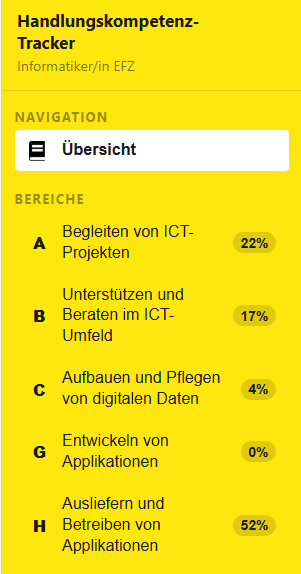 Handlungskompetenz-
Tracker
Informatiker/in EFZ
NAVIGATION
Übersicht
BEREICHE
A
Begleiten von ICT-
Projekten
22%
B
Unterstützen und
Beraten im ICT-
Umfeld
17%
C
Aufbauen und Pflegen
von digitalen Daten
4%
G
Entwickeln von
Applikationen
0%
H
Ausliefern und
Betreiben von
Applikationen
52%